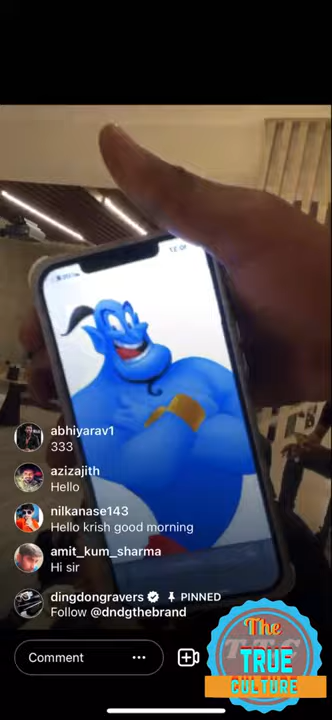 abhiyarav1
333
azizajith
Hello
nilkanase143
Hello krish good morning
amit_kum_sharma
Hi sir
dingdongravers PINNED
Follow @dndgthebrand
Comment
The
TRUE
CULTURE